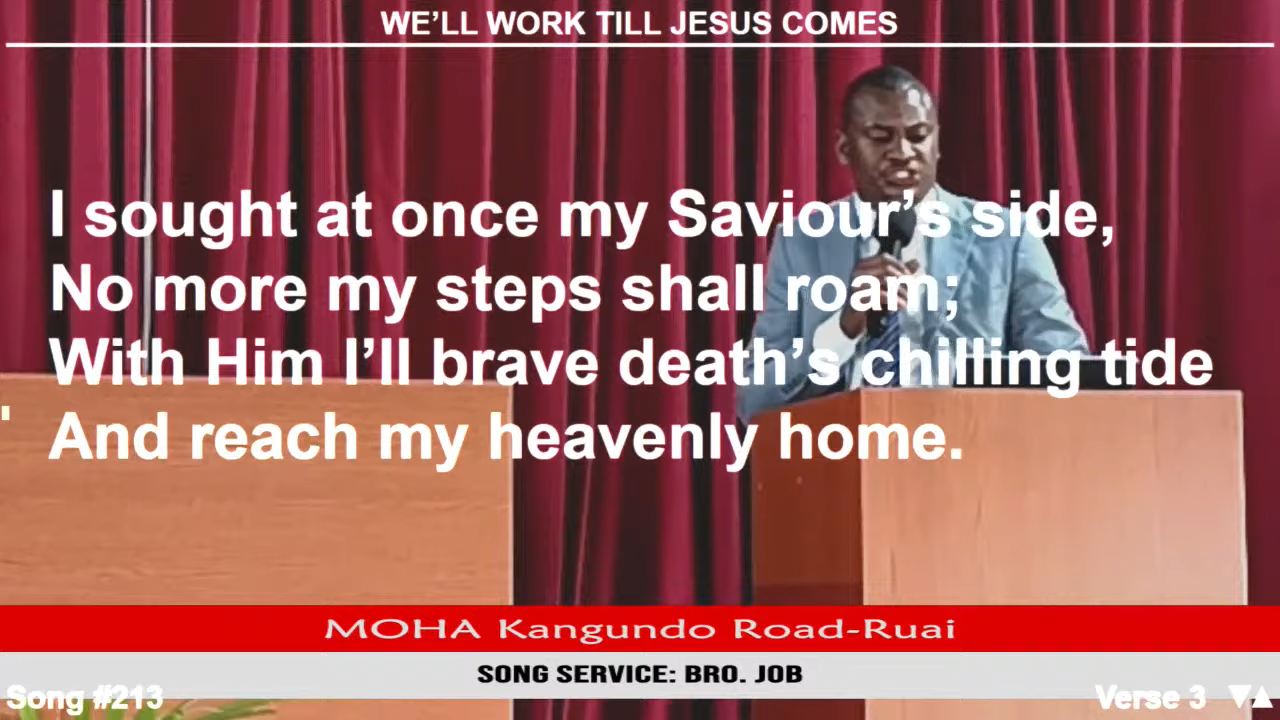 WE’LL WORK TILL JESUS COMES
I sought at once my Saviour’s side,
No more my steps shall roam;
With Him I’ll brave death’s chilling tide
And reach my heavenly home.
MOHA Kangundo Road-Ruai
SONG SERVICE: BRO. JOB
Song #213
Verse 3 ▼▲